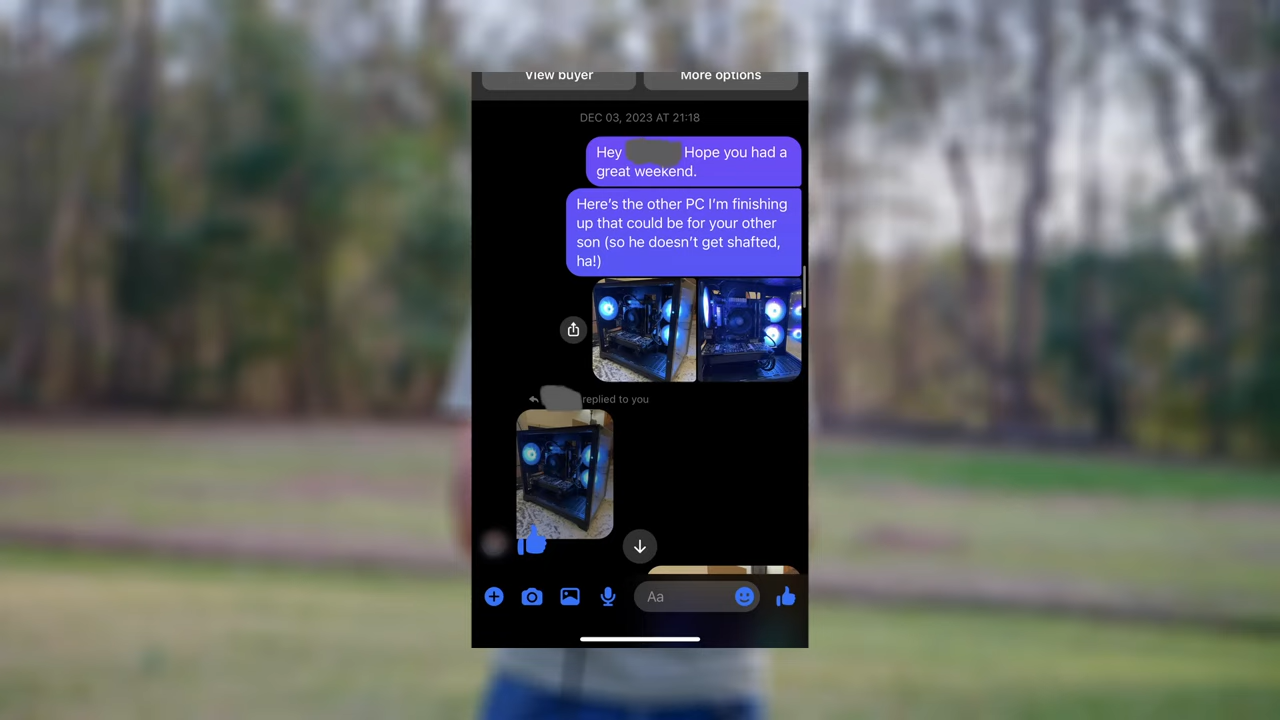 View buyer
More options
DEC 03, 2023 AT 21:18
Hey Hope you had a
great weekend.
Here's the other PC I'm finishing
up that could be for your other
son (so he doesn't get shafted,
ha!)
replied to you
Aa